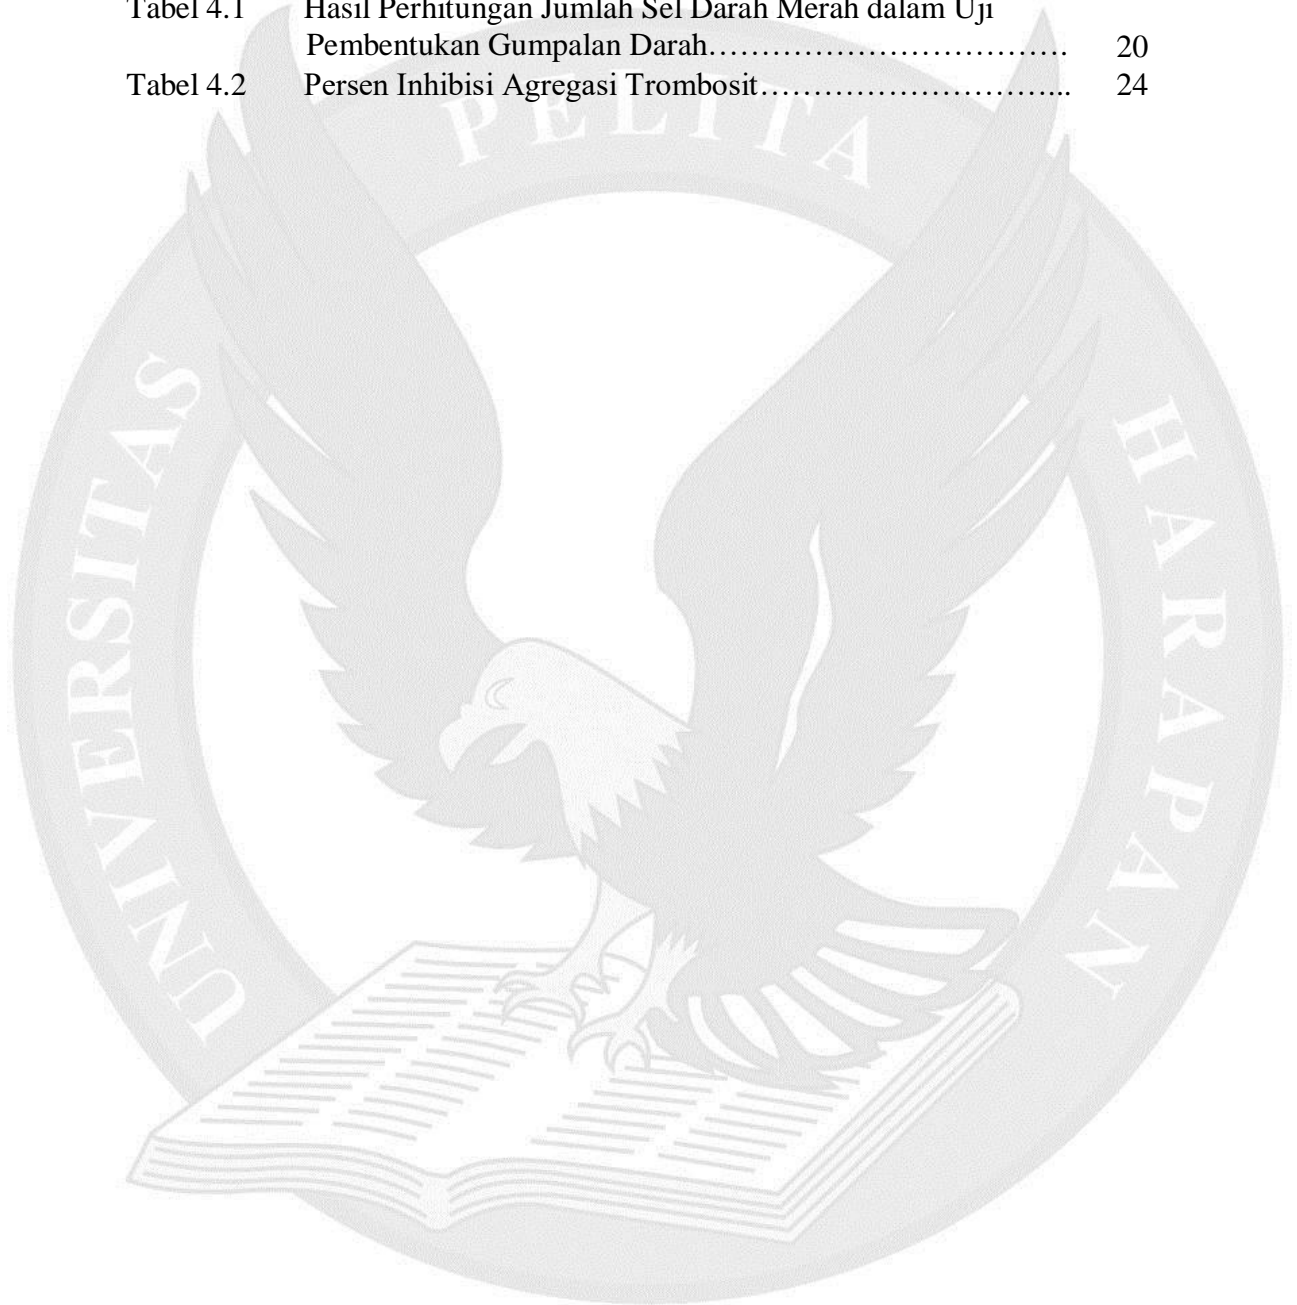 Tabel 4.1 Hasil Perhitungan Jumlah Sel Darah Merah dalam Uji
Pembentukan Gumpalan Darah……………………………. 20
Tabel 4.2 Persen Inhibisi Agregasi Trombosit………………………... 24
UNIVERSITAS PELITA HARAPAN